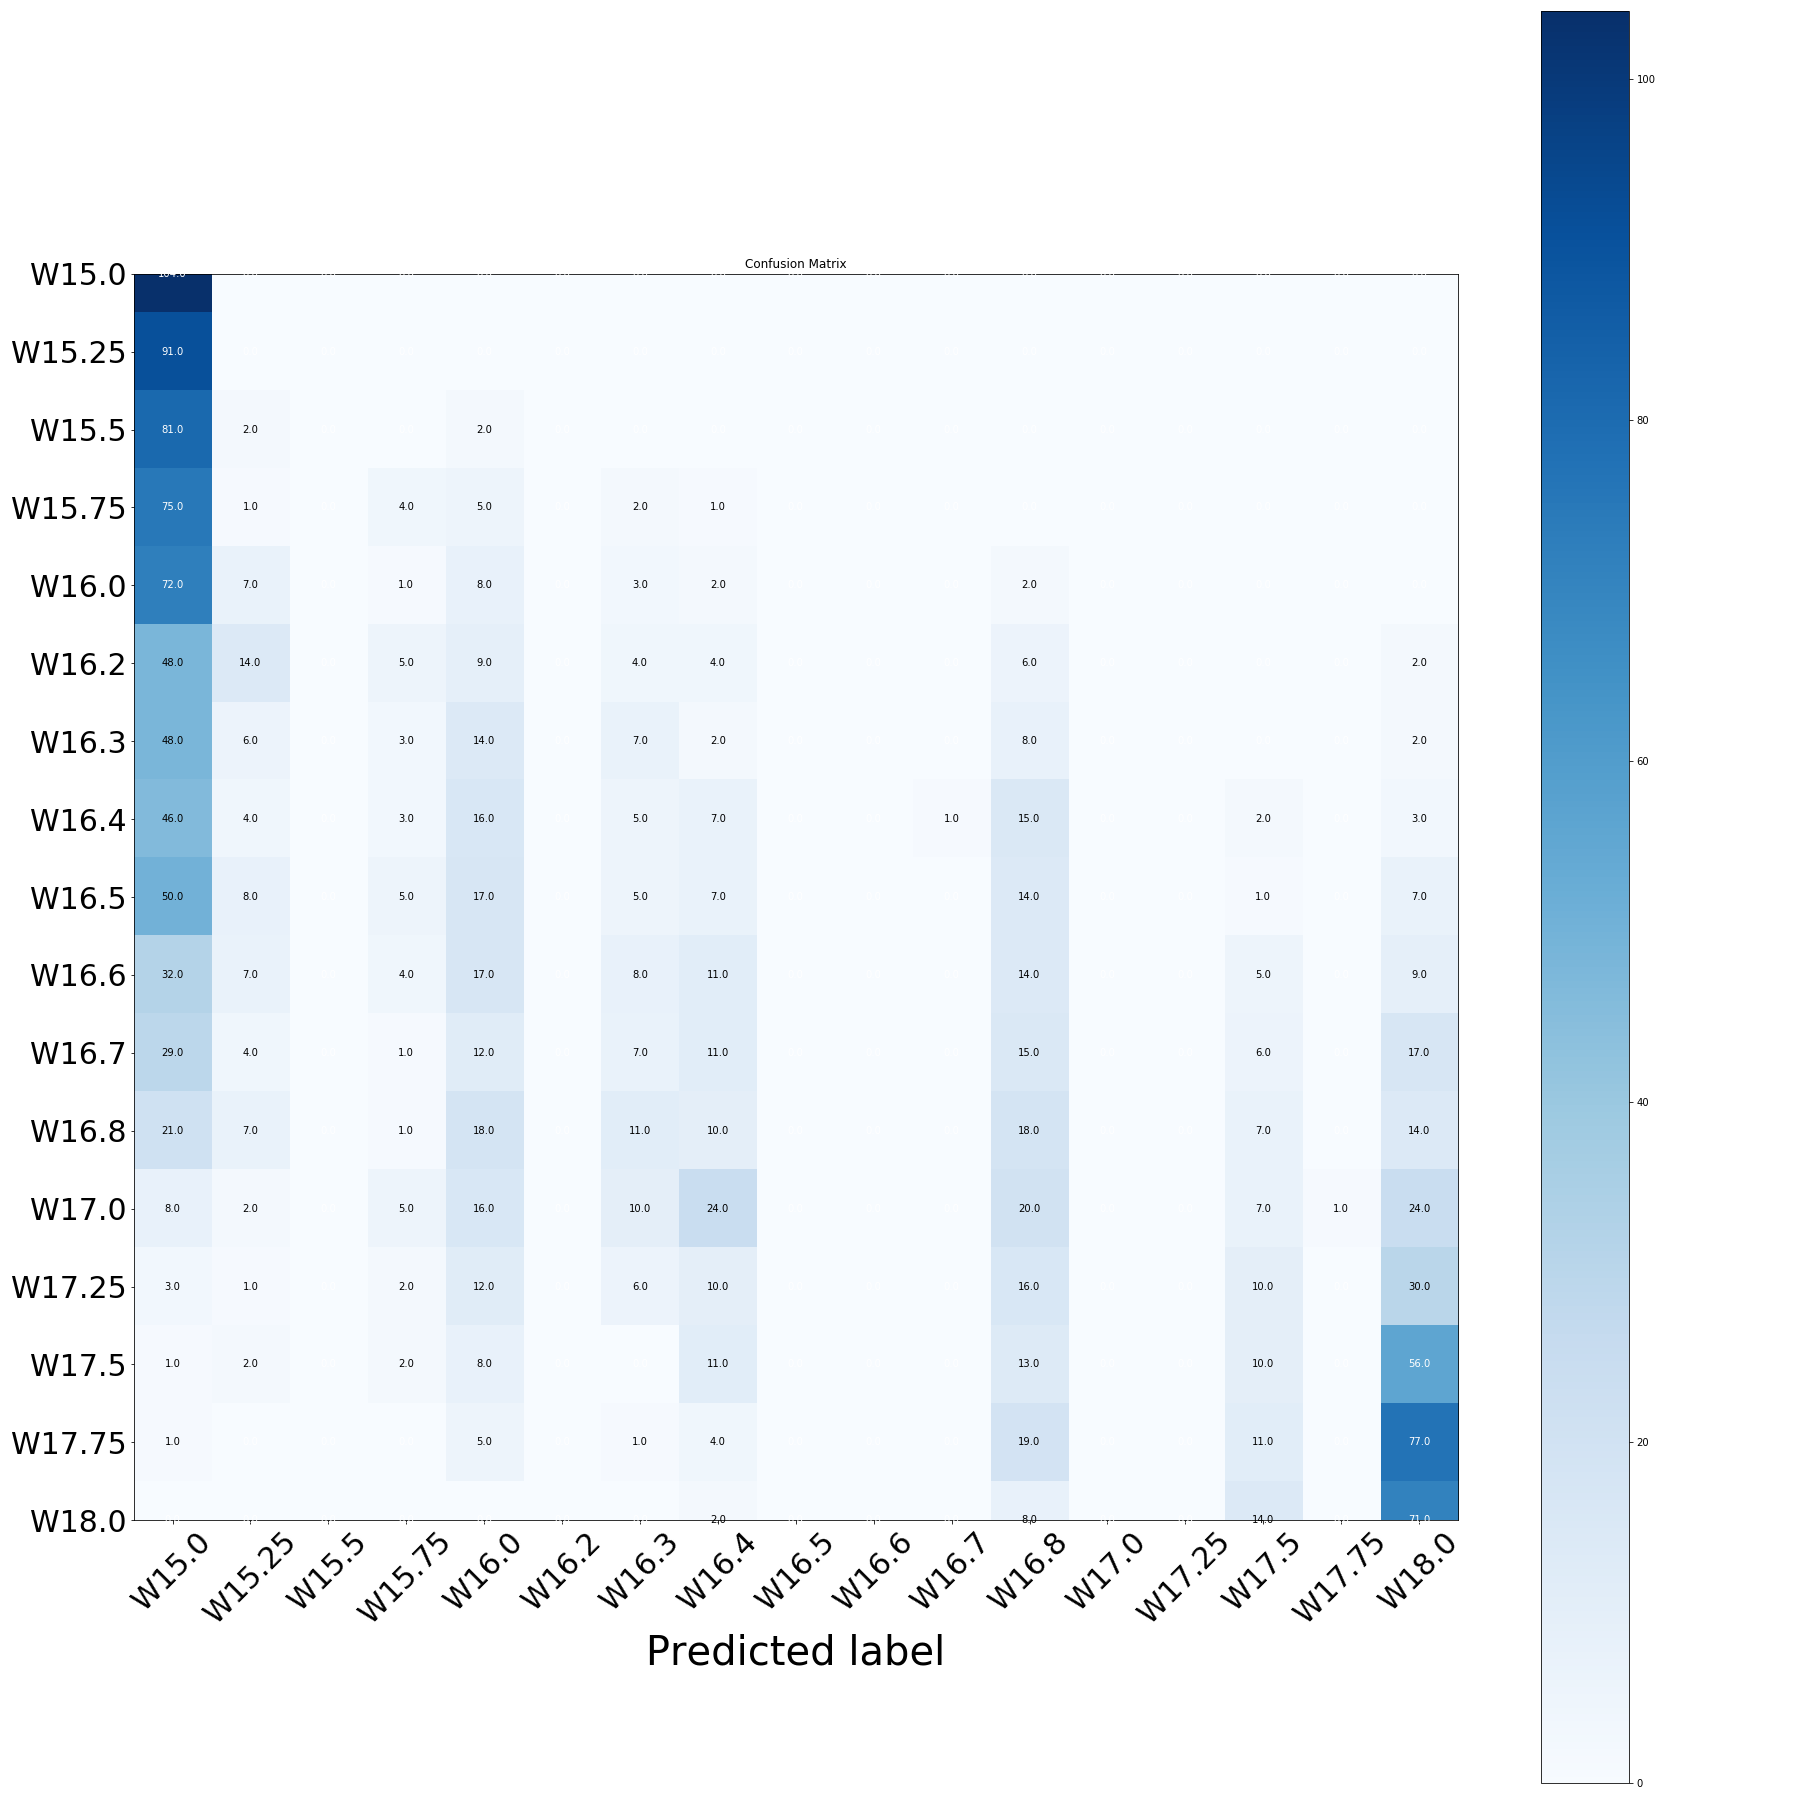 Confusion Matrix
100
W15.0
W15.25 91.0
80
W15.5 81.0 2.0 2.0
W15.75 75.0 1.0 4.0 5.0 2.0 1.0
W16.0 72.0 7.0 1.0 8.0 3.0 2.0 2.0
W16.2 48.0 14.0 5.0 9.0 4.0 4.0 6.0 2.0
W16.3 48.0 6.0 3.0 14.0 7.0 2.0 8.0 2.0
60
W16.4 46.0 4.0 3.0 16.0 5.0 7.0 1.0 15.0 2.0 3.0
W16.5 50.0 8.0 5.0 17.0 5.0 7.0 14.0 1.0 7.0
W16.6 32.0 7.0 4.0 17.0 8.0 11.0 14.0 5.0 9.0
W16.7 29.0 4.0 1.0 12.0 7.0 11.0 15.0 6.0 17.0
40
W16.8 21.0 7.0 1.0 18.0 11.0 10.0 18.0 7.0 14.0
W17.0 8.0 2.0 5.0 16.0 10.0 24.0 20.0 7.0 1.0 24.0
W17.25 3.0 1.0 2.0 12.0 6.0 10.0 16.0 10.0 30.0
W17.5 1.0 2.0 2.0 8.0 11.0 13.0 10.0 56.0
W17.75 1.0 5.0 1.0 4.0 19.0 11.0 77.0
20
W18.0 2.0 8.0 14.0 71.0
W15.0 W15.25 W15.5 W15.75 W16.0 W16.2 W16.3 W16.4 W16.5 W16.6 W16.7 W16.8 W17.0 W17.25 W17.5 W17.75 W18.0
Predicted label
0